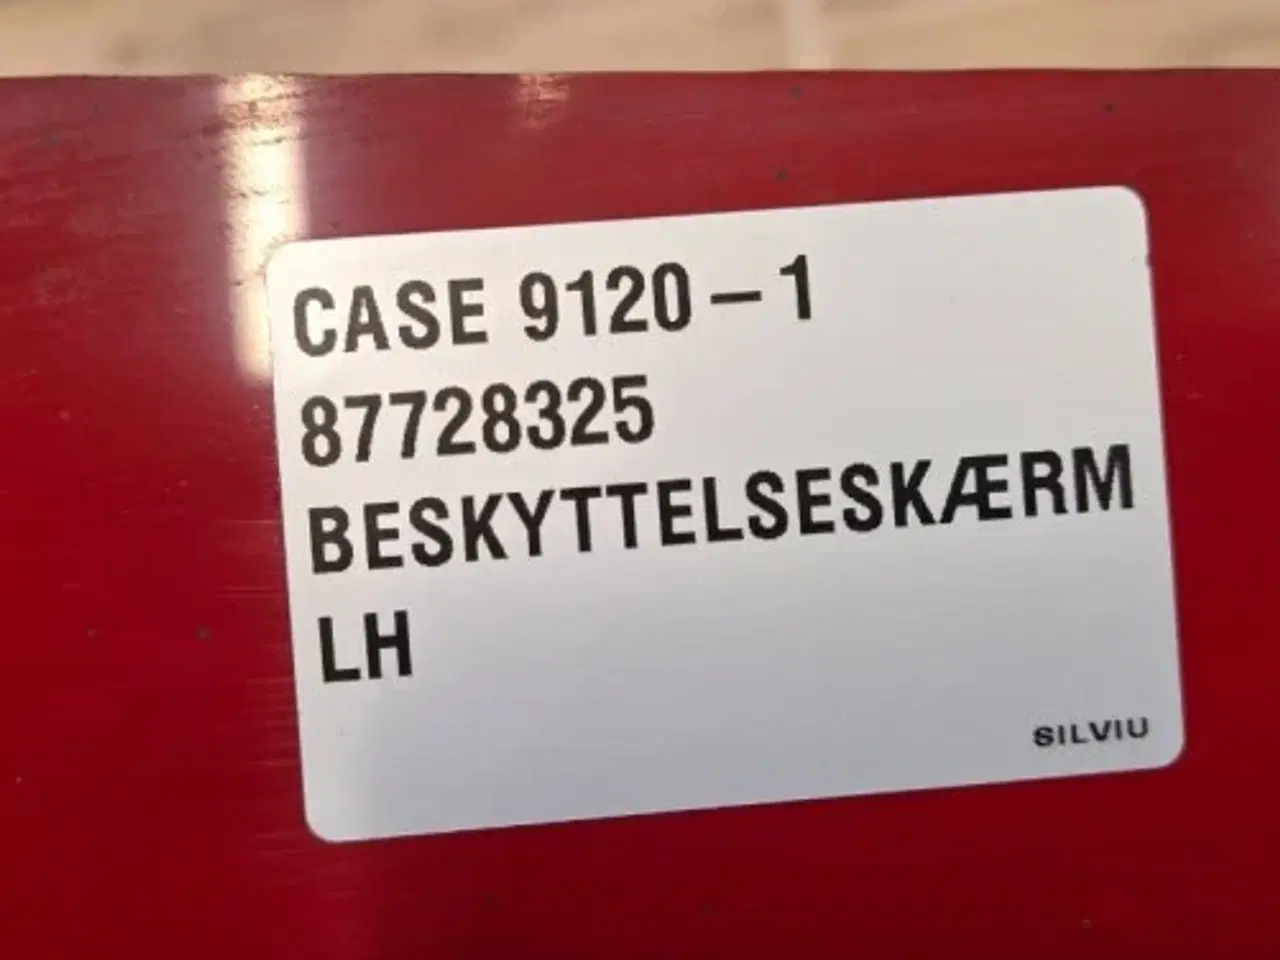 CASE 9120-1
87728325
BESKYTTELSESKÆRM
LH
SILVIU